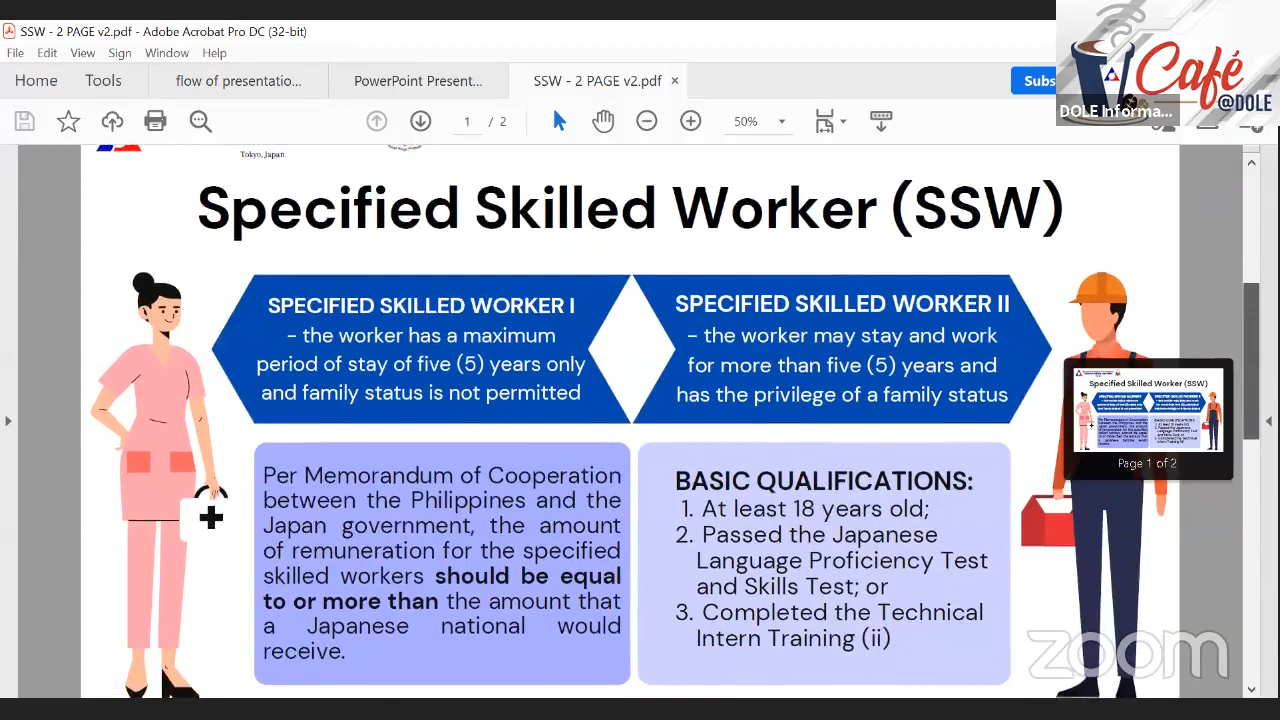 SSW - 2 PAGE v2.pdf - Adobe Acrobat Pro DC (32-bit)
File Edit View Sign Window Help
Home Tools flow of presentatio... PowerPoint Present... SSW - 2 PAGE v2.pdf × Subs
Café
@DOLE
DOLE Informa...
1 / 2 50%
Tokyo, Japan
Specified Skilled Worker (SSW)
SPECIFIED SKILLED WORKER I
- the worker has a maximum
period of stay of five (5) years only
and family status is not permitted
SPECIFIED SKILLED WORKER II
- the worker may stay and work
for more than five (5) years and
has the privilege of a family status
Per Memorandum of Cooperation
between the Philippines and the
Japan government, the amount
of remuneration for the specified
skilled workers should be equal
to or more than the amount that
a Japanese national would
receive.
BASIC QUALIFICATIONS:
1. At least 18 years old;
2. Passed the Japanese
Language Proficiency Test
and Skills Test; or
3. Completed the Technical
Intern Training (ii)
Specified Skilled Worker (SSW)
Page 1 of 2
zoom